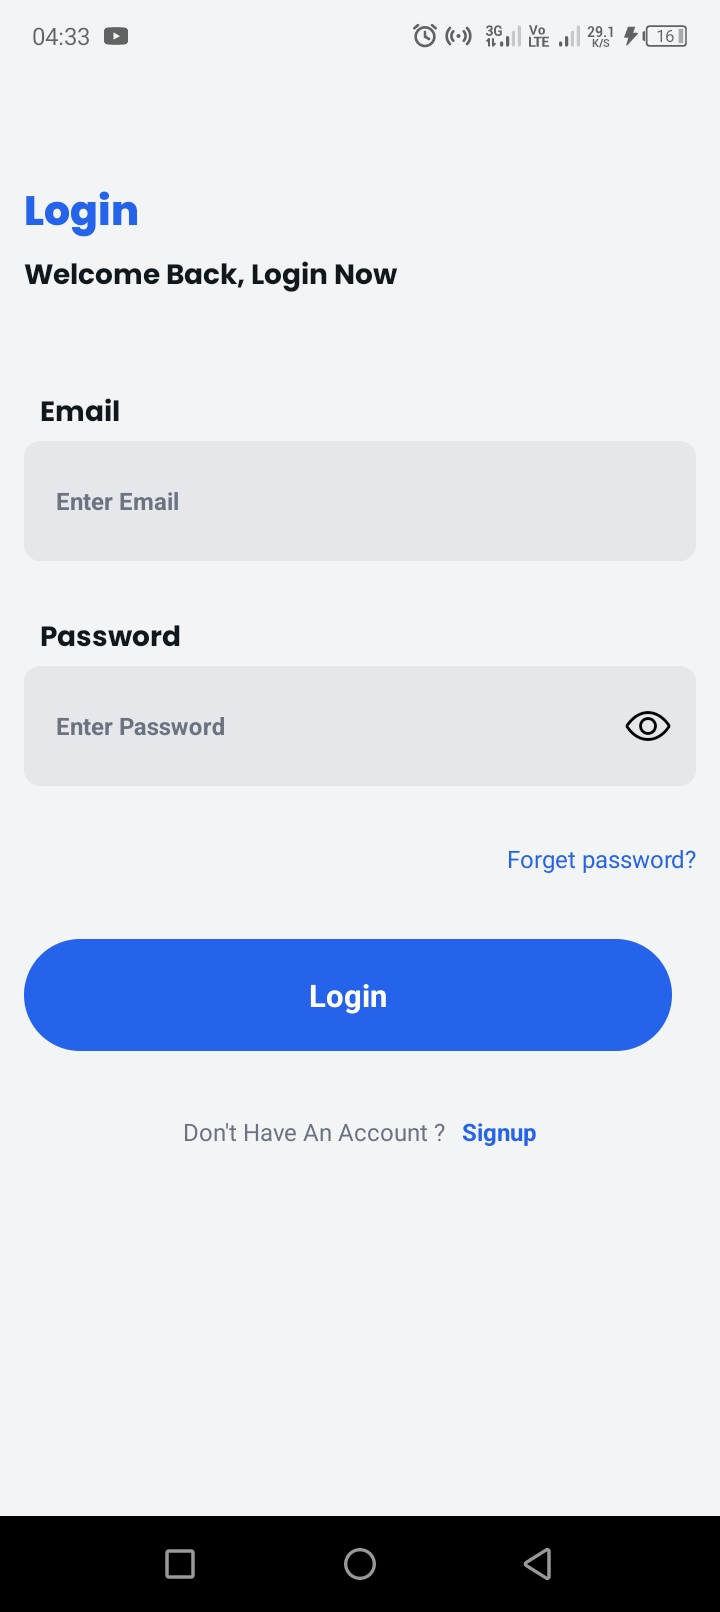 04:33 3G Vo LTE 29.1 K/S 16
Login
Welcome Back, Login Now
Email
Enter Email
Password
Enter Password
Forget password?
Login
Don't Have An Account ? Signup